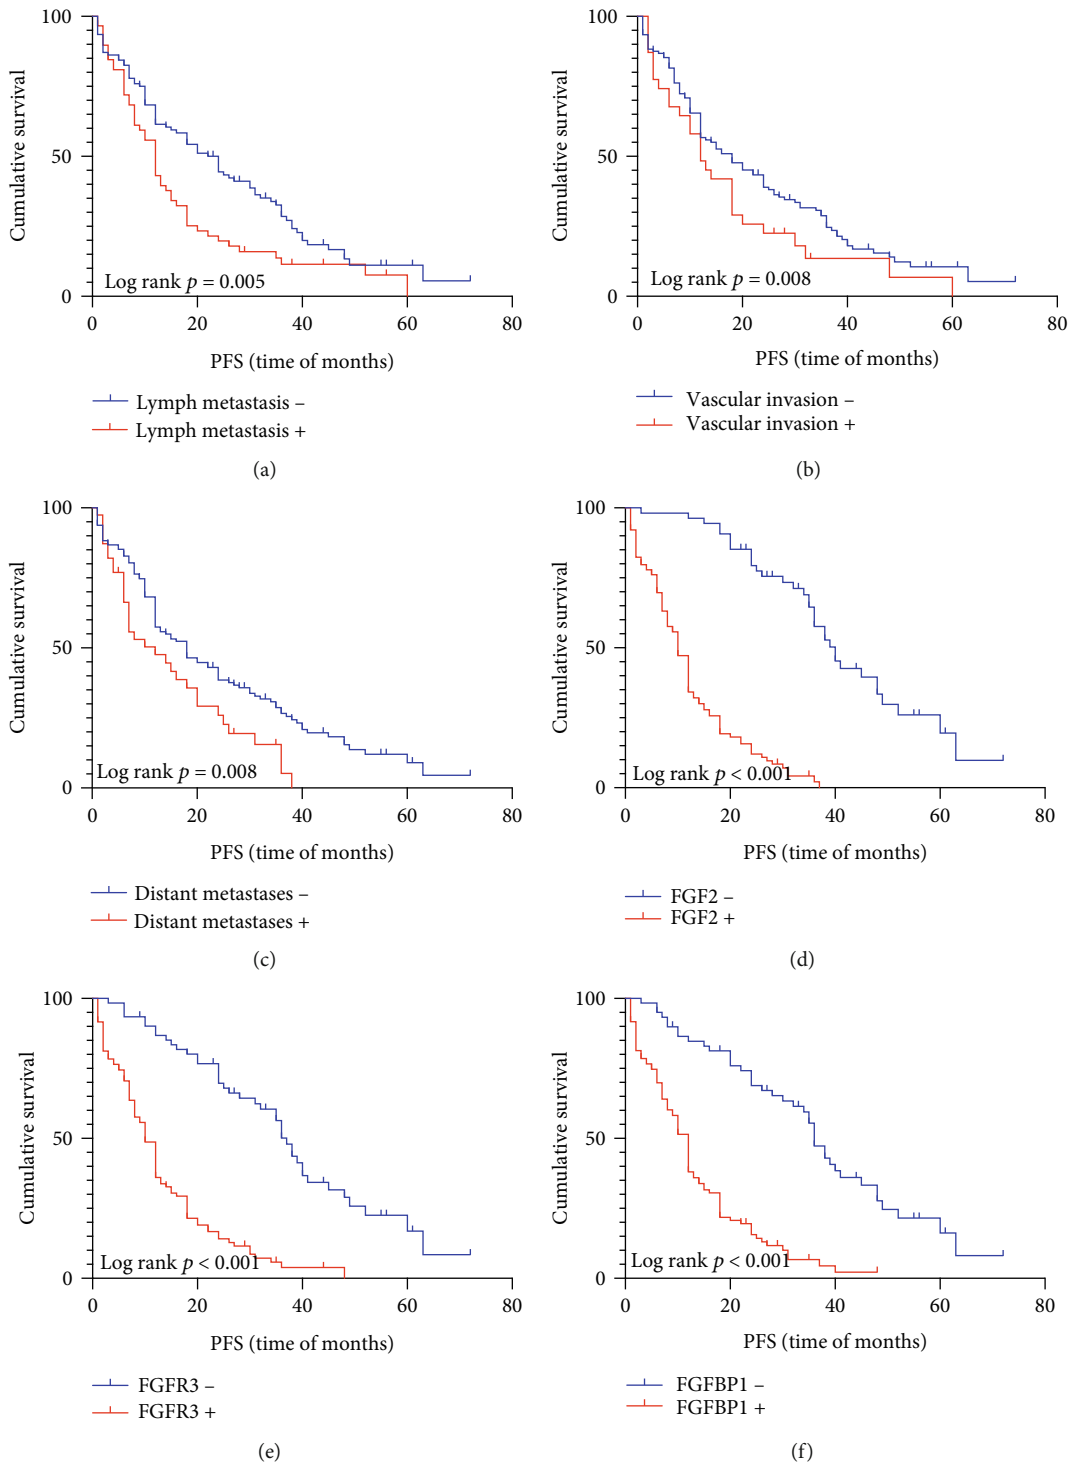 100
50
0
Cumulative survival
Log rank p = 0.005
0 20 40 60 80
PFS (time of months)
Lymph metastasis –
Lymph metastasis +
(a)
100
50
0
Cumulative survival
Log rank p = 0.008
0 20 40 60 80
PFS (time of months)
Vascular invasion –
Vascular invasion +
(b)
100
50
0
Cumulative survival
Log rank p = 0.008
0 20 40 60 80
PFS (time of months)
Distant metastases –
Distant metastases +
(c)
100
50
0
Cumulative survival
Log rank p < 0.001
0 20 40 60 80
PFS (time of months)
FGF2 –
FGF2 +
(d)
100
50
0
Cumulative survival
Log rank p < 0.001
0 20 40 60 80
PFS (time of months)
FGFR3 –
FGFR3 +
(e)
100
50
0
Cumulative survival
Log rank p < 0.001
0 20 40 60 80
PFS (time of months)
FGFBP1 –
FGFBP1 +
(f)